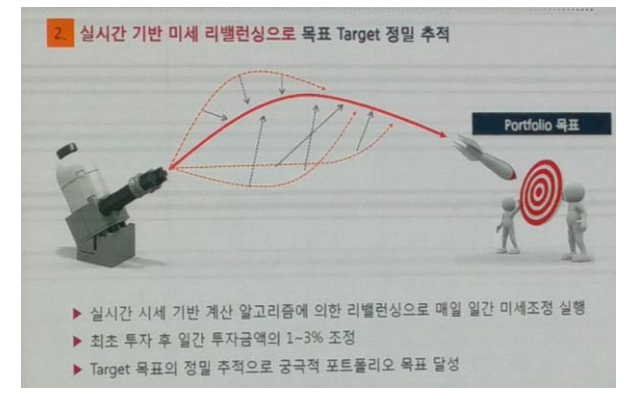 2. 실시간 기반 미세 리밸런싱으로 목표 Target 정밀 추적
Portfolio 목표
▶ 실시간 시세 기반 계산 알고리즘에 의한 리밸런싱으로 매일 일간 미세조정 실행
▶ 최초 투자 후 일간 투자금액의 1~3% 조정
▶ Target 목표의 정밀 추적으로 궁극적 포트폴리오 목표 달성